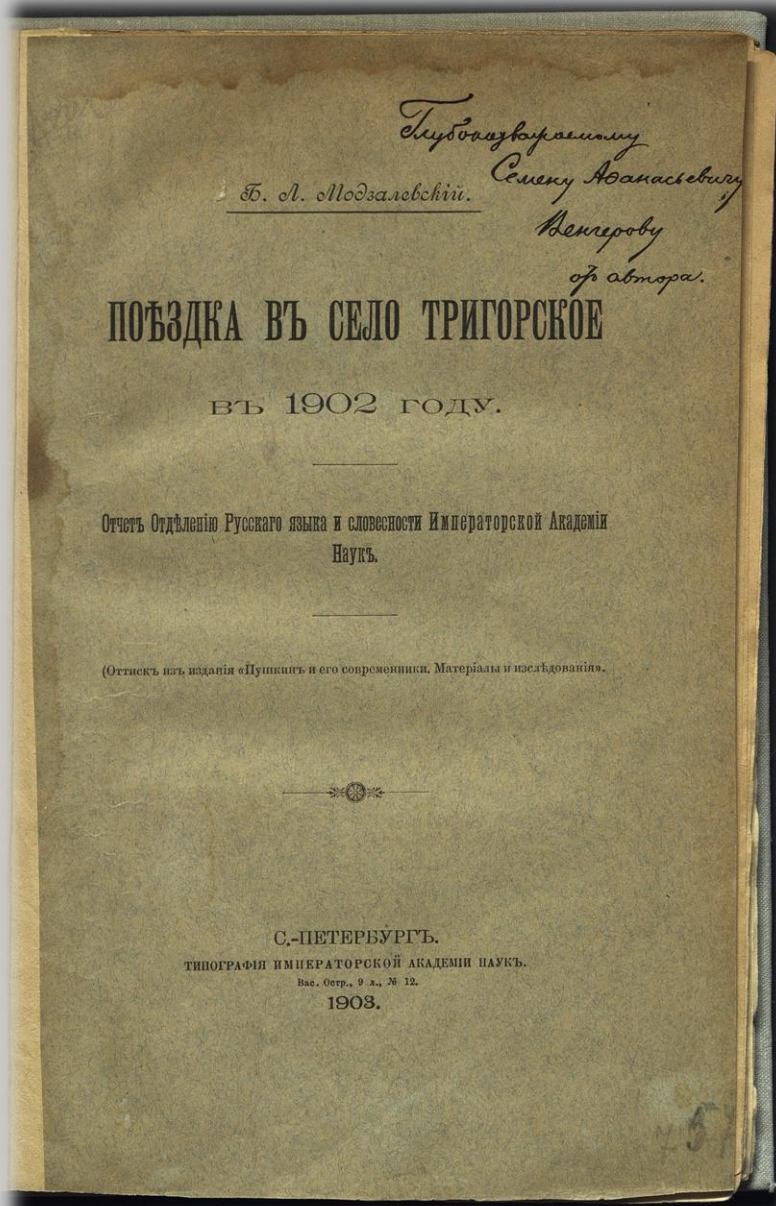 Глубокоуважаемому
Семену Аѳанасьевичу
Венгерову
отъ автора.
Б. Л. Модзалевскій.
ПОѢЗДКА ВЪ СЕЛО ТРИГОРСКОЕ
ВЪ 1902 ГОДУ.
Отчетъ Отдѣленію Русскаго языка и словесности Императорской Академіи
Наукъ.
(Оттискъ изъ изданія «Пушкинъ и его современники. Матеріалы и изслѣдованія».
С.-ПЕТЕРБУРГЪ.
ТИПОГРАФІЯ ИМПЕРАТОРСКОЙ АКАДЕМІИ НАУКЪ.
Вас. Остр., 9 л., № 12.
1903.